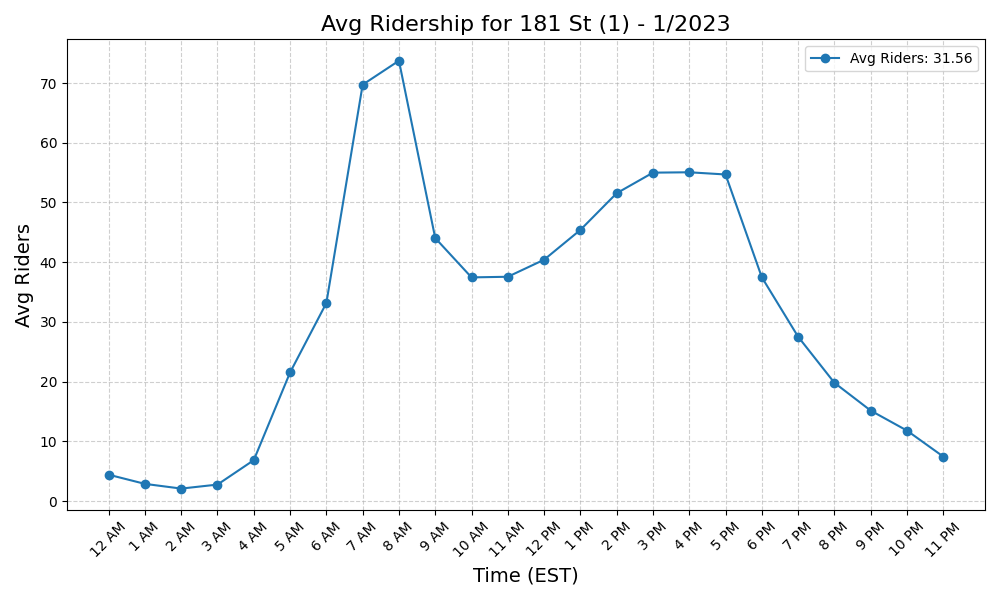 Avg Ridership for 181 St (1) - 1/2023
Avg Riders: 31.56
Avg Riders
70
60
50
40
30
20
10
0
12 AM
1 AM
2 AM
3 AM
4 AM
5 AM
6 AM
7 AM
8 AM
9 AM
10 AM
11 AM
12 PM
1 PM
2 PM
3 PM
4 PM
5 PM
6 PM
7 PM
8 PM
9 PM
10 PM
11 PM
Time (EST)